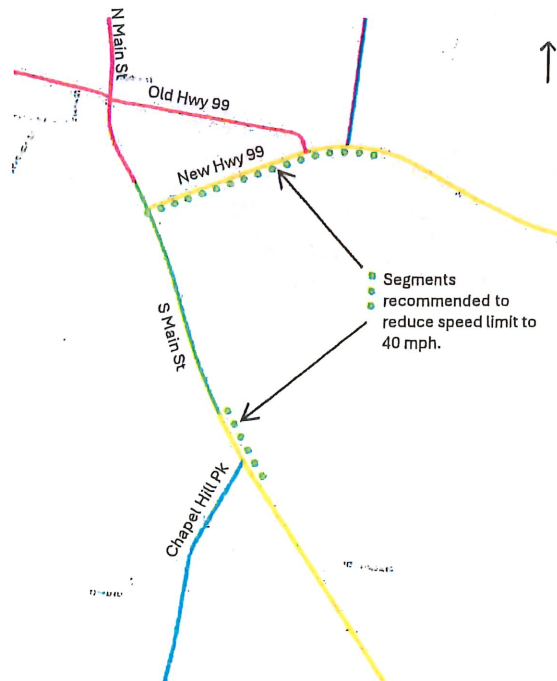 N Main St
Old Hwy 99
New Hwy 99
Segments
recommended to
reduce speed limit to
40 mph.
S Main St
Chapel Hill Pk